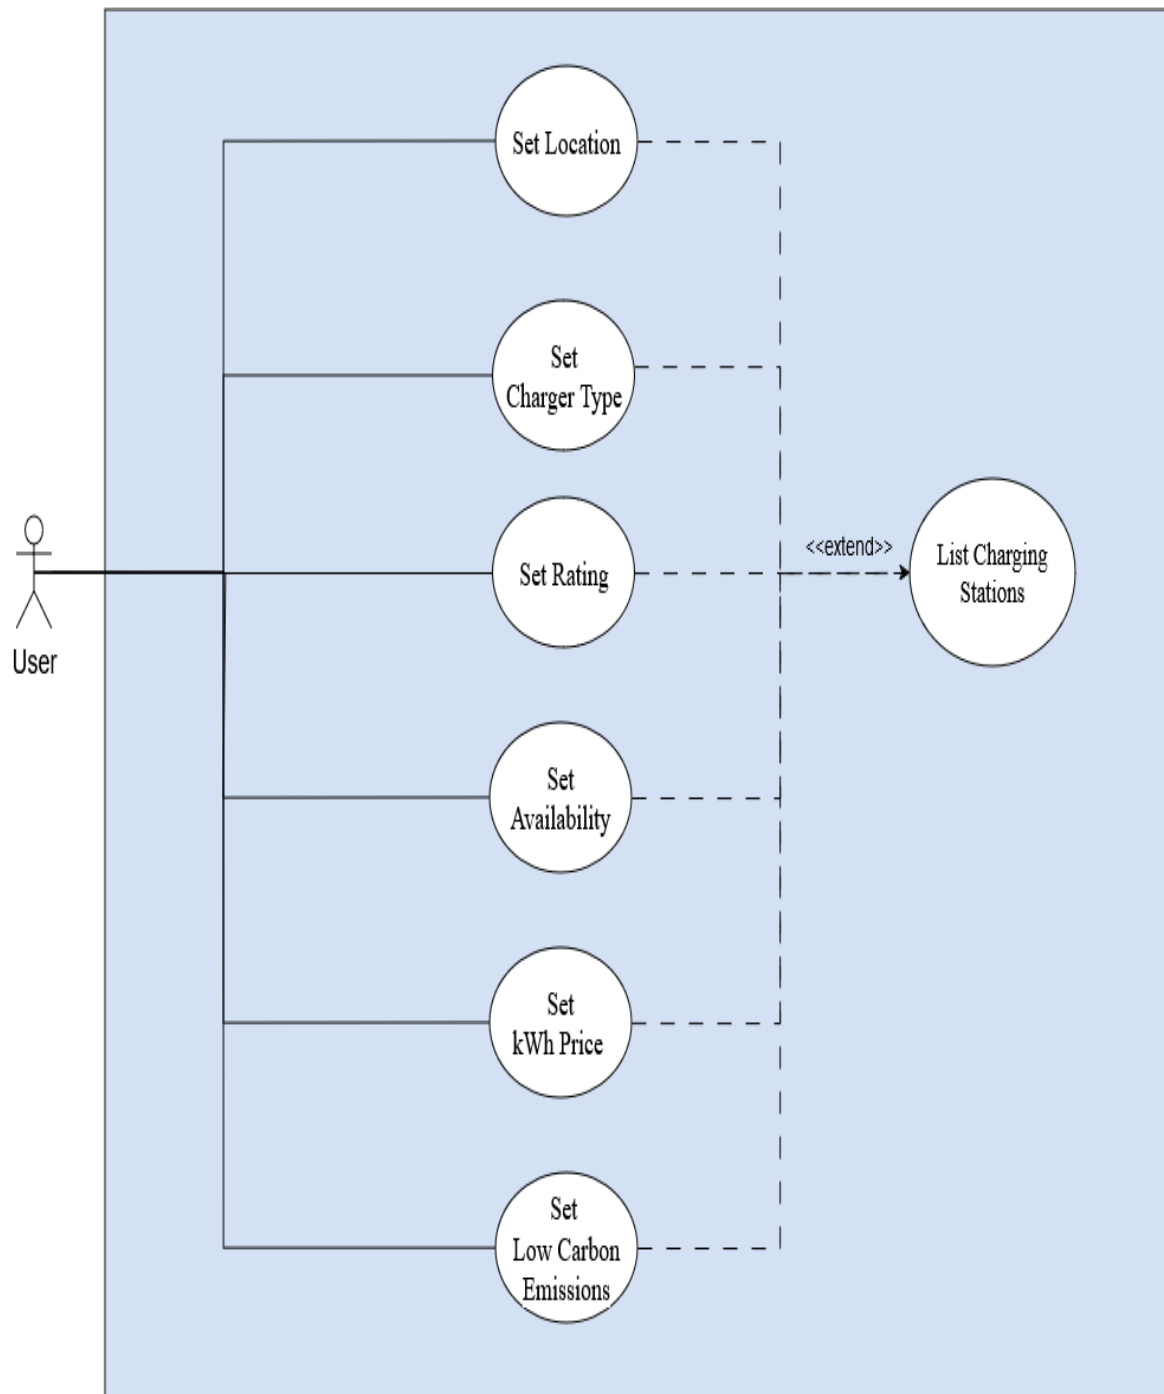 Set Location
Set
Charger Type
Set Rating
<<extend>>
List Charging
Stations
User
Set
Availability
Set
kWh Price
Set
Low Carbon
Emissions